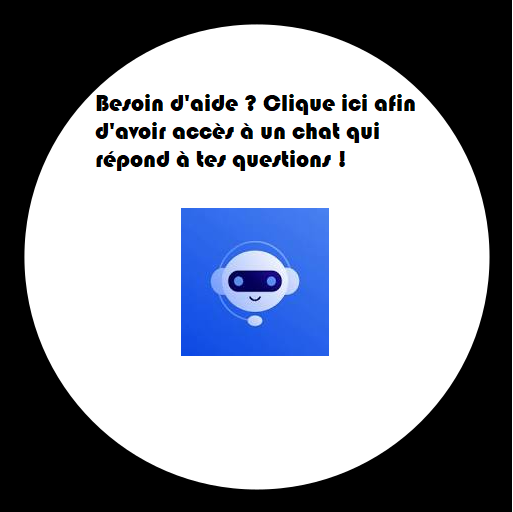 Besoin d'aide ? Clique ici afin
d'avoir accès à un chat qui
répond à tes questions !